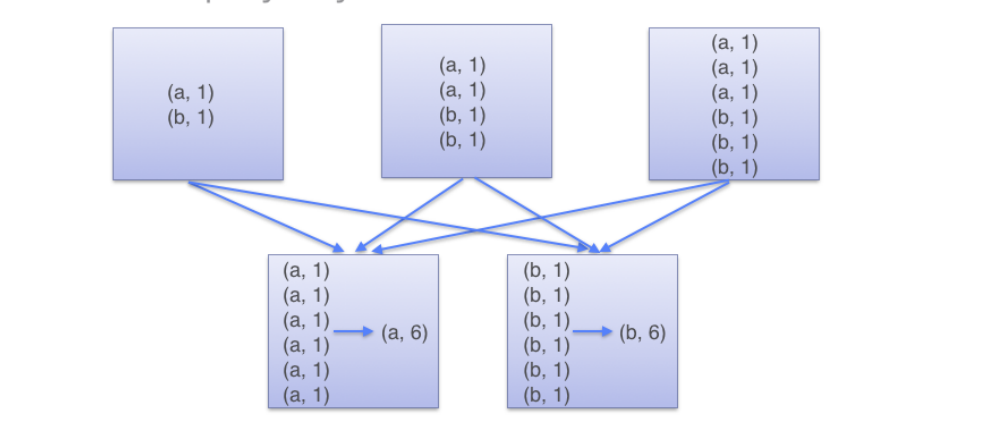 (a, 1)
(b, 1)
(a, 1)
(a, 1)
(b, 1)
(b, 1)
(a, 1)
(a, 1)
(a, 1)
(b, 1)
(b, 1)
(b, 1)
(a, 1)
(a, 1)
(a, 1)
(a, 1)
(a, 1)
(a, 1)
(a, 6)
(b, 1)
(b, 1)
(b, 1)
(b, 1)
(b, 1)
(b, 1)
(b, 6)